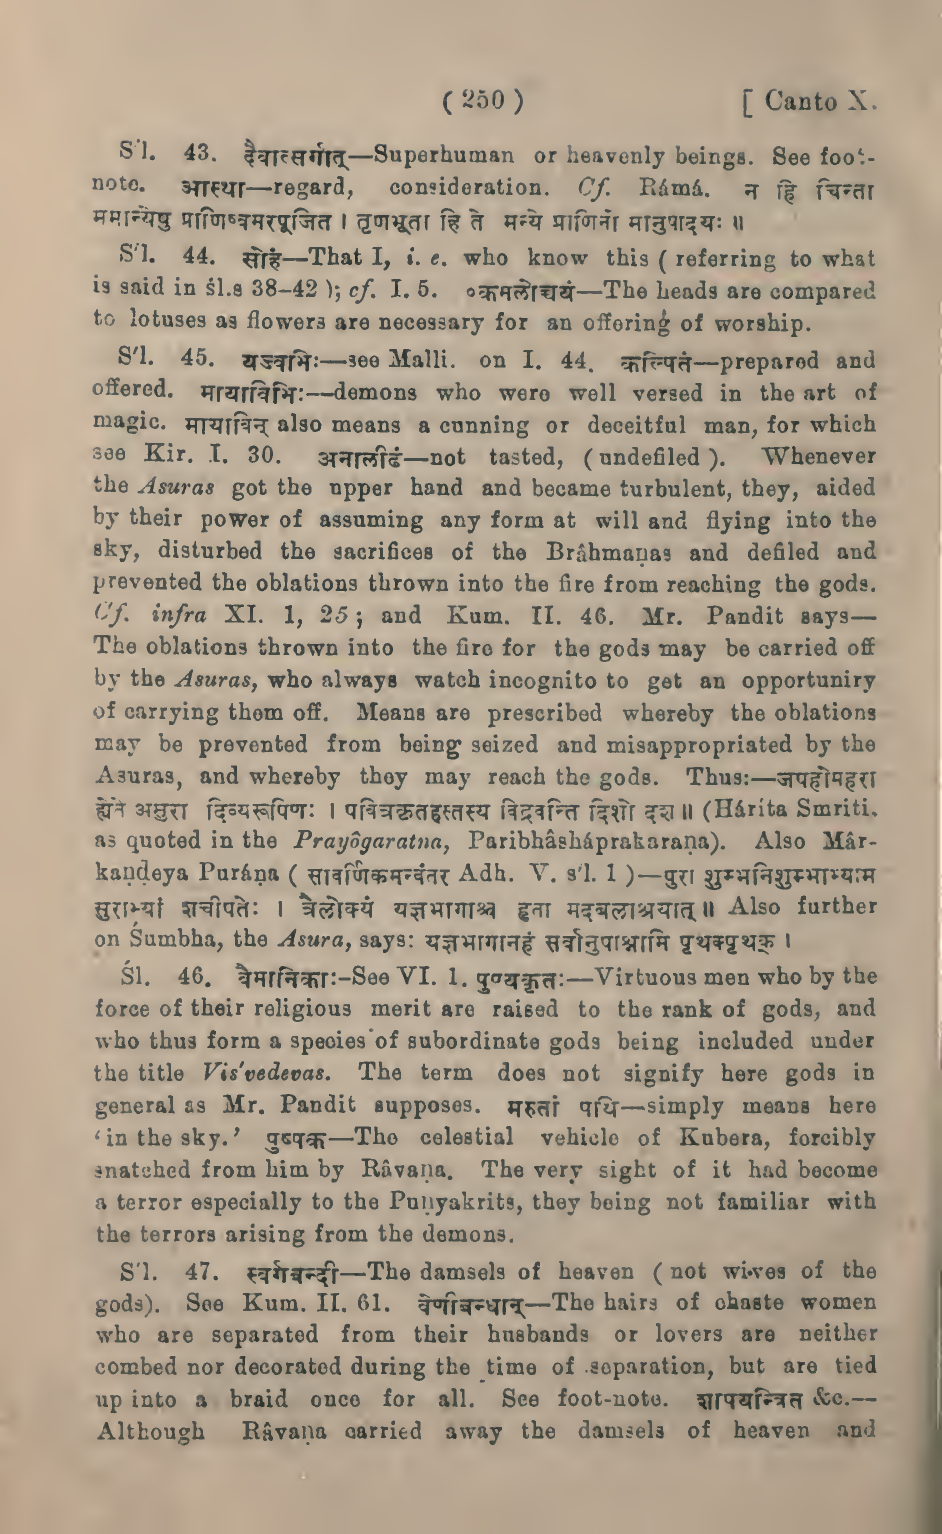 ( 250 ) [ Canto X.
S'l. 43. दैवात्सर्गात्—Superhuman or heavenly beings. See foot-
note. आस्था—regard, consideration. Cf. Rámá. न हि चिन्ता
ममान्येषु प्राणिष्वमरपूजित । तृणभूता हि ते मन्ये प्राणिनो मानुषादयः ॥
S'l. 44. सोहं—That I, i. e. who know this ( referring to what
is said in śl.s 38–42 ); cf. I. 5. ०कमलोच्चयं—The heads are compared
to lotuses as flowers are necessary for an offering of worship.
S'l. 45. यज्वभिः—see Malli. on I. 44. कल्पितं—prepared and
offered. मायाविभिः—demons who were well versed in the art of
magic. मायाविन् also means a cunning or deceitful man, for which
see Kir. I. 30. अनालीढं—not tasted, ( undefiled ). Whenever
the Asuras got the upper hand and became turbulent, they, aided
by their power of assuming any form at will and flying into the
sky, disturbed the sacrifices of the Brâhmaṇas and defiled and
prevented the oblations thrown into the fire from reaching the gods.
Cf. infra XI. 1, 25 ; and Kum. II. 46. Mr. Pandit says—
The oblations thrown into the fire for the gods may be carried off
by the Asuras, who always watch incognito to get an opportuniry
of carrying them off. Means are prescribed whereby the oblations
may be prevented from being seized and misappropriated by the
Asuras, and whereby they may reach the gods. Thus:—जपहोमहरा
ह्येने असुरा दिव्यरूपिणः । पवित्रकृतहस्तस्य विद्रवन्ति दिशो दश ॥ (Hárita Smriti.
as quoted in the Prayôgaratna, Paribhâsháprakaraṇa). Also Mâr-
kaṇḍeya Puráṇa ( सावर्णिकमन्वंतर Adh. V. s'l. 1 )—पुरा शुम्भनिशुम्भाभ्याम
सुराभ्यां शचीपतेः । त्रैलोक्यं यज्ञभागाश्च हृता मदबलाश्रयात् ॥ Also further
on Śumbha, the Asura, says: यज्ञभागानहं सर्वानुपाश्नामि पृथक्पृथक् ।
Śl. 46. वैमानिकाः-See VI. 1. पुण्यकृतः—Virtuous men who by the
force of their religious merit are raised to the rank of gods, and
who thus form a species of subordinate gods being included under
the title Vis'vedevas. The term does not signify here gods in
general as Mr. Pandit supposes. मरुतां पथि—simply means here
‘in the sky.’ पुष्पक—The celestial vehicle of Kubera, forcibly
snatched from him by Râvaṇa. The very sight of it had become
a terror especially to the Puṇyakrits, they being not familiar with
the terrors arising from the demons.
S'l. 47. स्वर्गबन्दी—The damsels of heaven ( not wives of the
gods). See Kum. II. 61. वेणीबन्धान्—The hairs of chaste women
who are separated from their husbands or lovers are neither
combed nor decorated during the time of separation, but are tied
up into a braid once for all. See foot-note. शापयन्त्रित &c.—
Although Râvaṇa carried away the damsels of heaven and